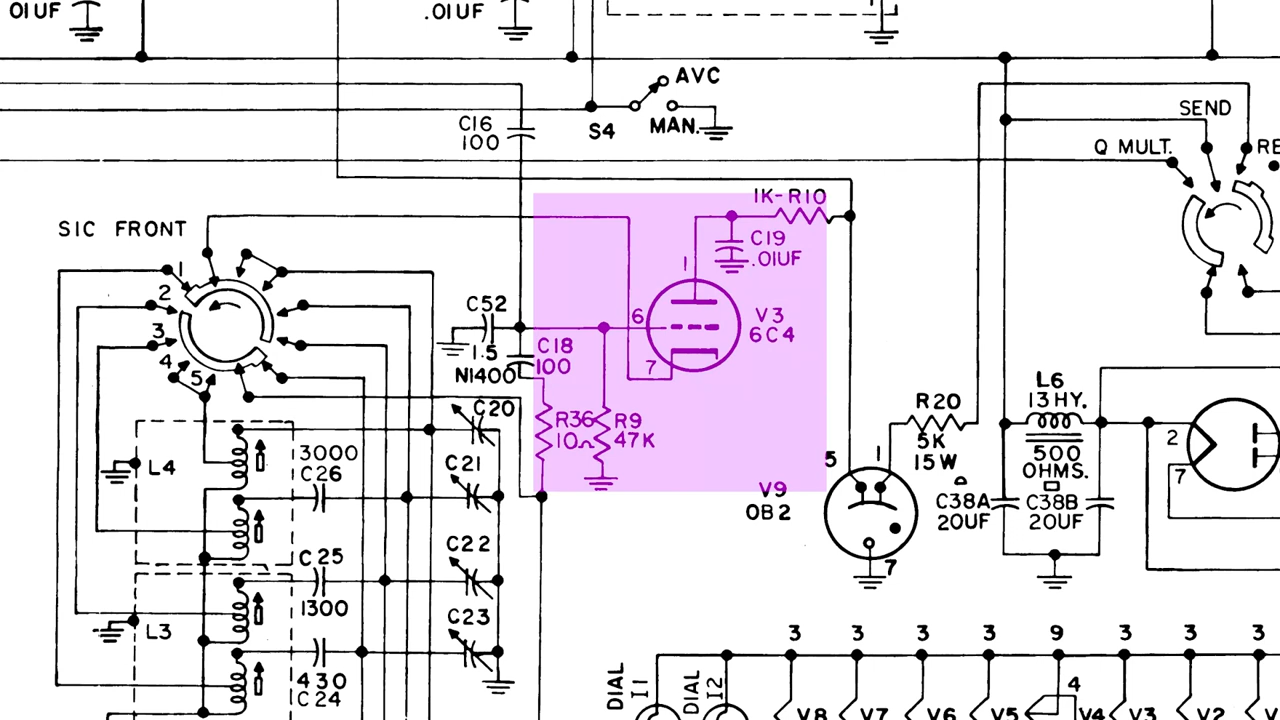 01UF
.01UF
AVC
S4
MAN.
C16
100
SEND
Q MULT.
RE
S1C FRONT
1K-R10
C19
.01UF
1
2
3
4
5
C52
1.5
N1400
C18
100
6
7
1
V3
6C4
R36
10Ω
R9
47K
C20
C21
C22
C23
L4
3000
C26
C25
1300
L3
430
C24
V9
OB2
5
1
7
R20
5K
15W
L6
13HY.
500
OHMS.
C38A
20UF
C38B
20UF
2
7
3 3 3 3 9 3 3 3
4
DIAL
I1
DIAL
I2
V8 V7 V6 V5 V4 V3 V2 V